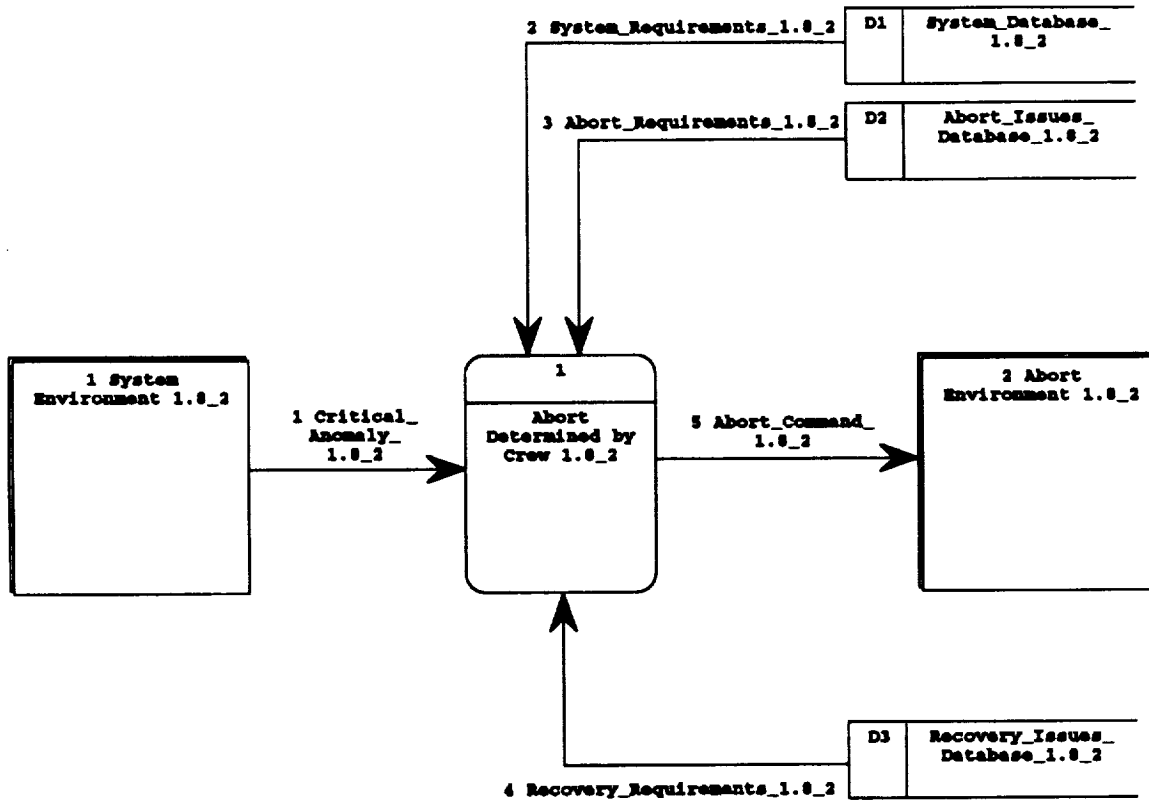 2 System_Requirements_1.8_2
D1
System_Database_
1.8_2
3 Abort_Requirements_1.8_2
D2
Abort_Issues_
Database_1.8_2
1 System
Environment 1.8_2
1 Critical_
Anomaly_
1.8_2
1
Abort
Determined by
Crew 1.8_2
5 Abort_Command_
1.8_2
2 Abort
Environment 1.8_2
D3
Recovery_Issues_
Database_1.8_2
4 Recovery_Requirements_1.8_2